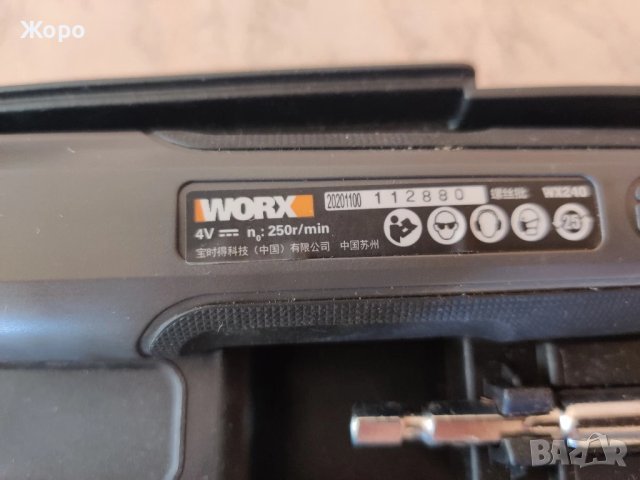 Жоро
WORX 20201100 112880 螺丝批 WX240
4V n₀: 250r/min
宝时得科技（中国）有限公司 中国苏州
25
BAZAR